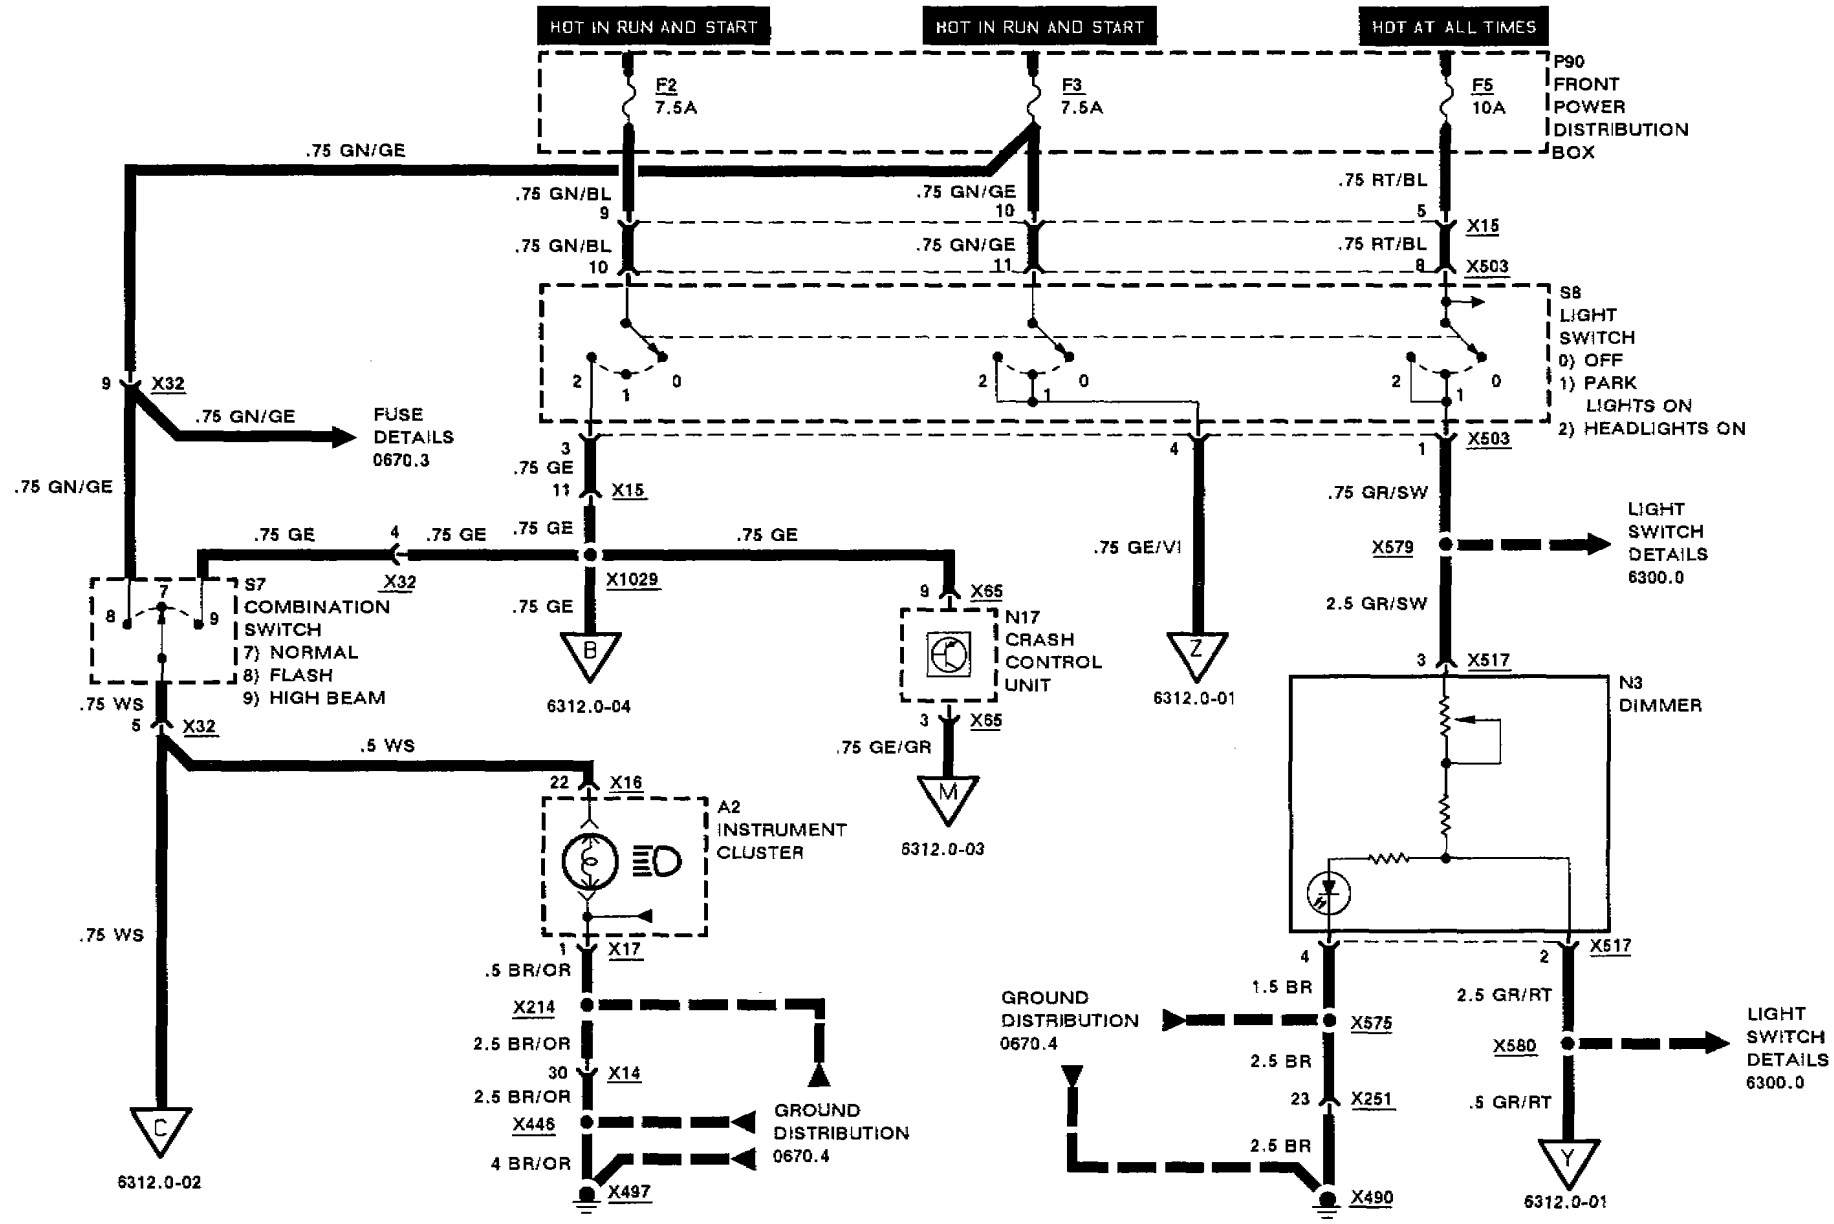 HOT IN RUN AND START
HOT IN RUN AND START
HOT AT ALL TIMES
F2
7.5A
F3
7.5A
F5
10A
P90
FRONT
POWER
DISTRIBUTION
BOX
.75 GN/GE
.75 GN/BL
9
.75 GN/GE
10
.75 RT/BL
5
X15
.75 GN/BL
10
.75 GN/GE
11
.75 RT/BL
8
X503
S8
LIGHT
SWITCH
0) OFF
1) PARK
LIGHTS ON
2) HEADLIGHTS ON
2
1
0
2
1
0
2
1
0
9
X32
.75 GN/GE
FUSE
DETAILS
0670.3
.75 GN/GE
3
4
1
X503
.75 GE
11
X15
.75 GE
.75 GE
4
.75 GE
X32
.75 GE
X1029
.75 GE
B
6312.0-04
.75 GE/VI
Z
6312.0-01
.75 GR/SW
X579
LIGHT
SWITCH
DETAILS
6300.0
2.5 GR/SW
3
X517
8
7
9
S7
COMBINATION
SWITCH
7) NORMAL
8) FLASH
9) HIGH BEAM
9
X65
N17
CRASH
CONTROL
UNIT
3
X65
.75 GE/GR
M
6312.0-03
.75 WS
5
X32
.5 WS
22
X16
A2
INSTRUMENT
CLUSTER
N3
DIMMER
.75 WS
C
6312.0-02
1
X17
.5 BR/OR
X214
2.5 BR/OR
30
X14
2.5 BR/OR
X446
4 BR/OR
X497
GROUND
DISTRIBUTION
0670.4
4
2
X517
1.5 BR
GROUND
DISTRIBUTION
0670.4
X575
2.5 BR
23
X251
2.5 BR
X490
2.5 GR/RT
X580
LIGHT
SWITCH
DETAILS
6300.0
.5 GR/RT
Y
6312.0-01